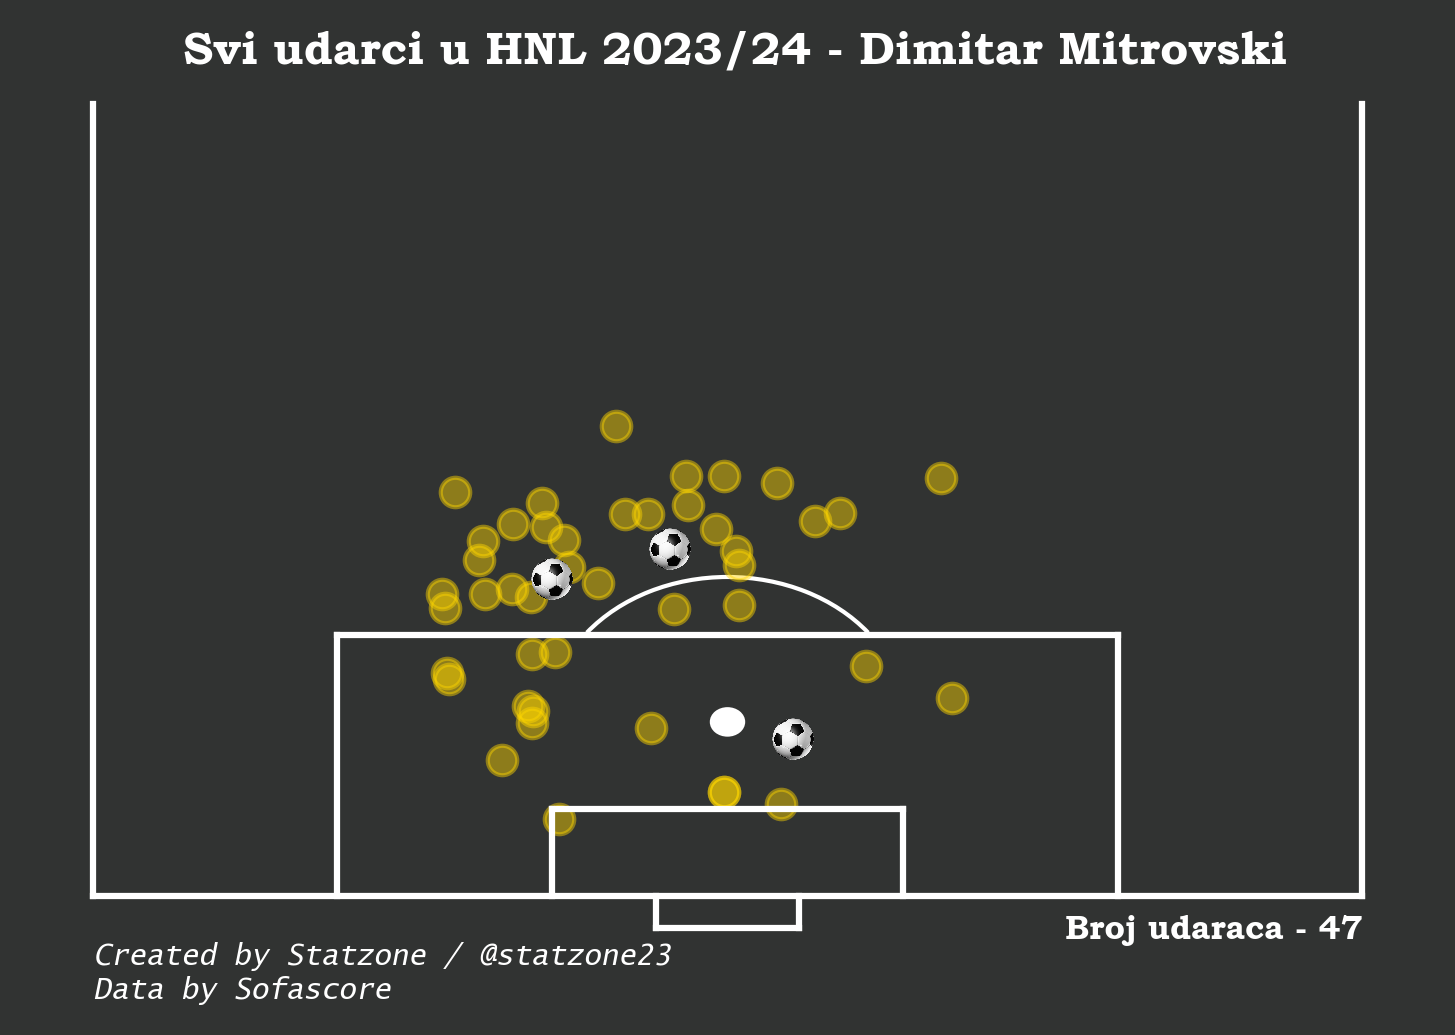 Svi udarci u HNL 2023/24 - Dimitar Mitrovski
Broj udaraca - 47
Created by Statzone / @statzone23
Data by Sofascore